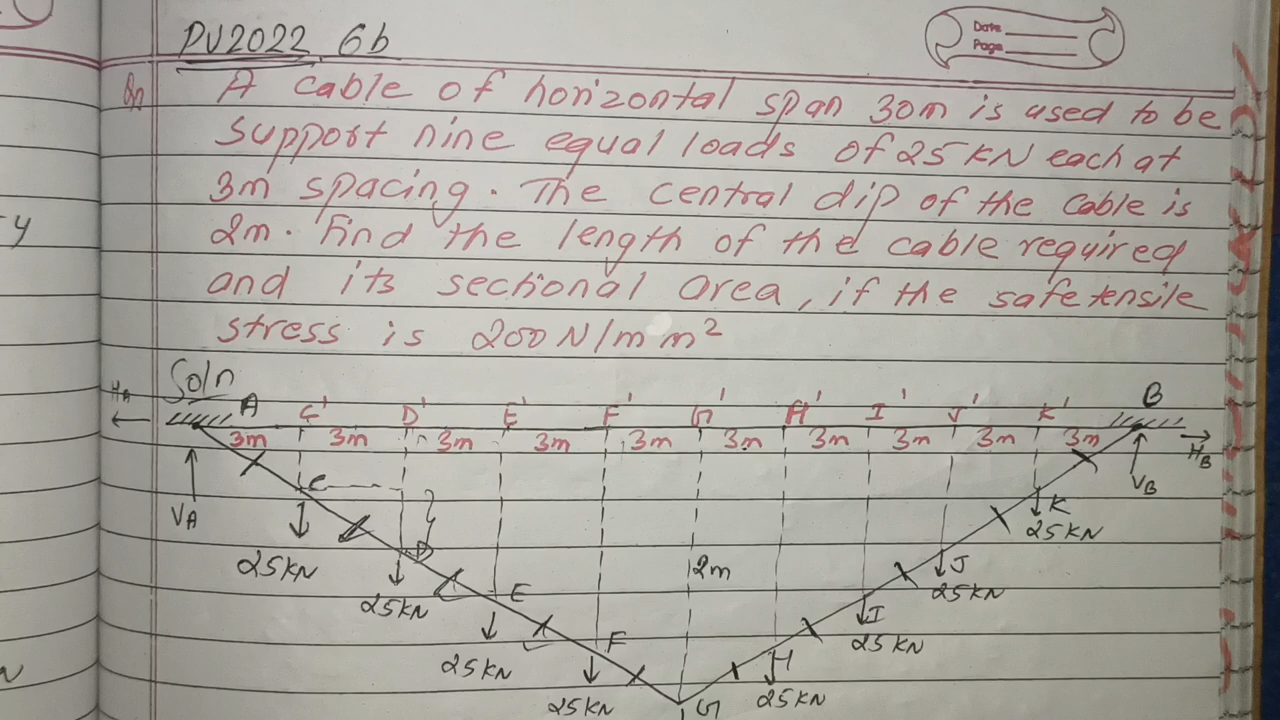 PU2022 6b
Date
Page
Qn A cable of horizontal span 30m is used to be
support nine equal loads of 25 KN each at
3m spacing. The central dip of the cable is
2m. Find the length of the cable required
and its sectional area, if the safe tensile
stress is 200 N/mm²
Soln
HA A C' D' E' F' G' H' I' J' K' B
3m 3m 3m 3m 3m 3m 3m 3m 3m 3m HB
VA C VB
25KN D 2m J K 25KN
25KN E I 25KN
25KN F H 25KN
25KN G 25KN
y
N